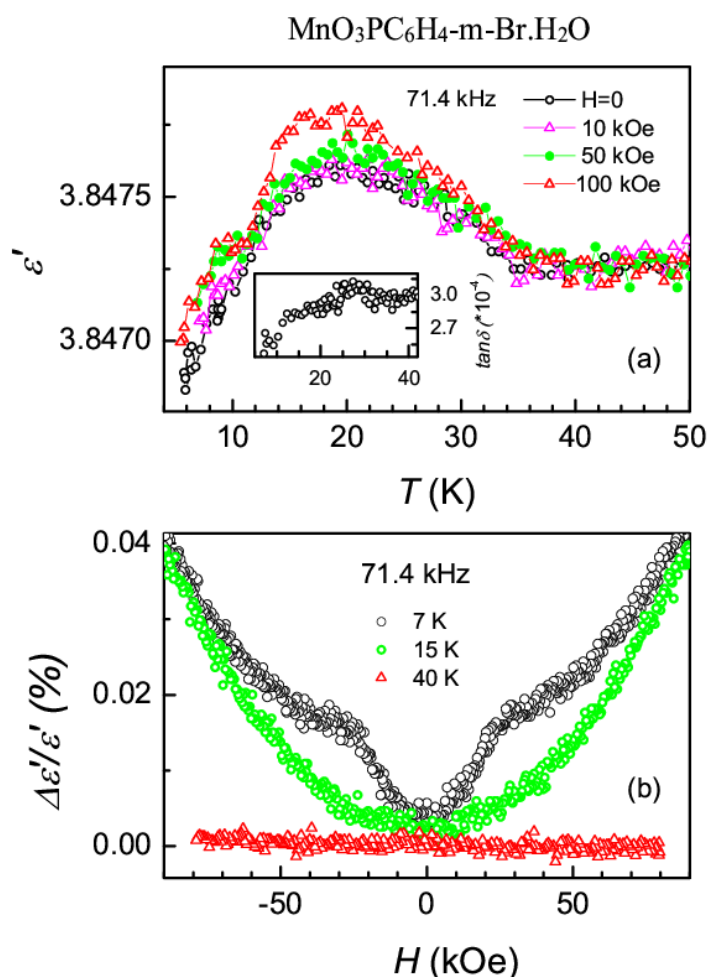 MnO₃PC₆H₄-m-Br.H₂O
71.4 kHz
H=0
10 kOe
50 kOe
100 kOe
3.8475
3.8470
ε'
3.0
2.7
tanδ (*10⁻⁴)
20
40
(a)
10
20
30
40
50
T (K)
0.04
0.02
0.00
Δε'/ε' (%)
71.4 kHz
7 K
15 K
40 K
(b)
-50
0
50
H (kOe)